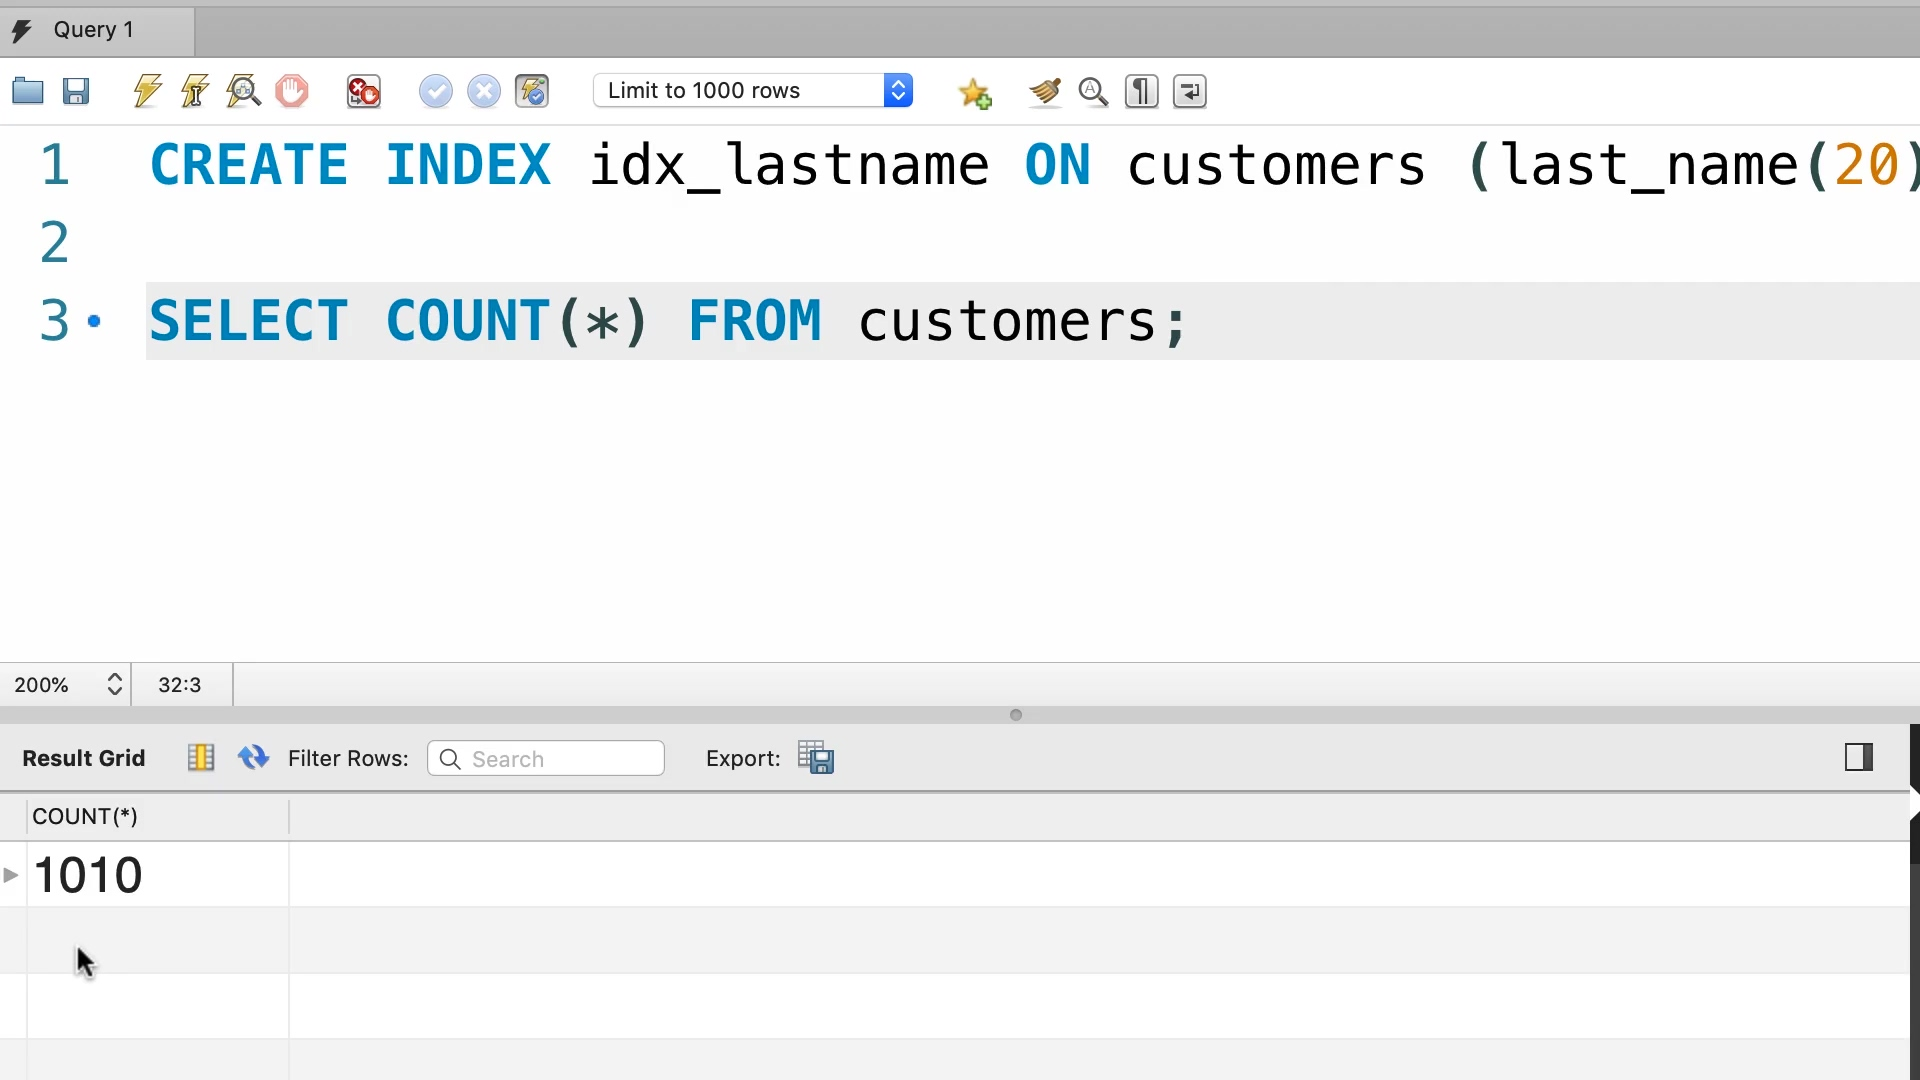 Query 1
Limit to 1000 rows
1 CREATE INDEX idx_lastname ON customers (last_name(20)
2
3 SELECT COUNT(*) FROM customers;
200% 32:3
Result Grid Filter Rows: Search Export:
COUNT(*)
1010